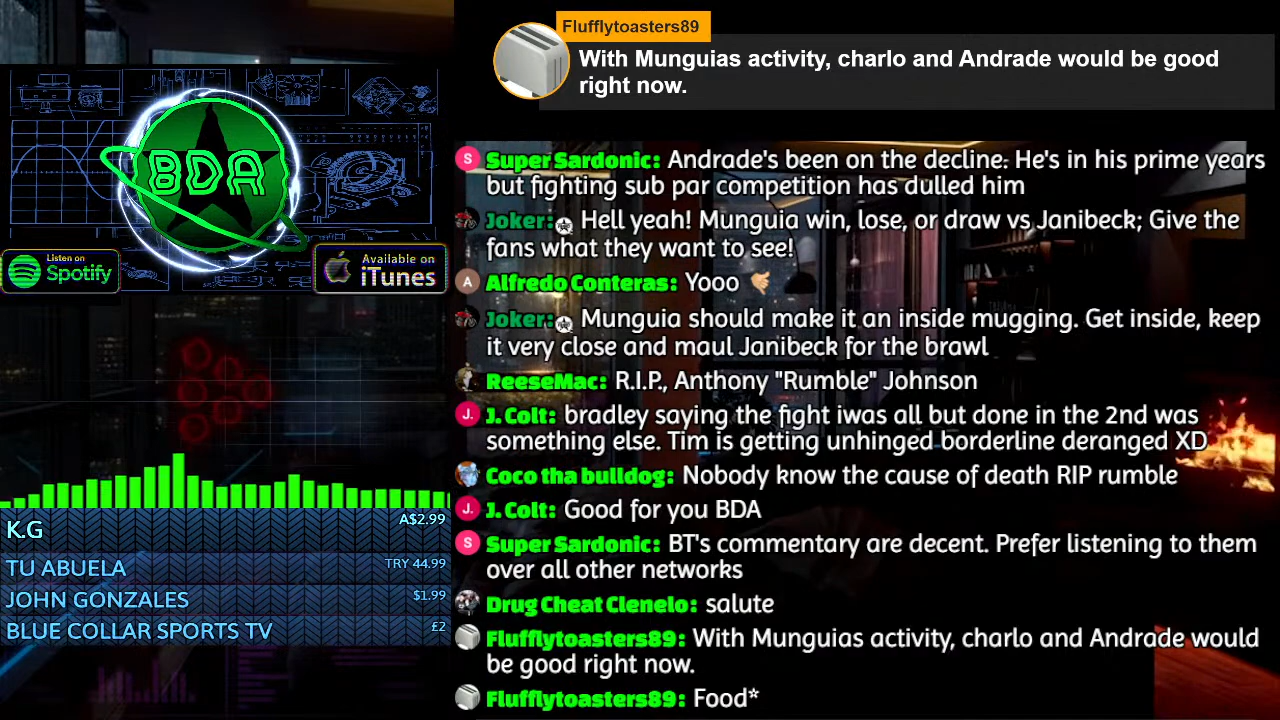 Flufflytoasters89
With Munguias activity, charlo and Andrade would be good
right now.
BDA
Listen on
Spotify
Available on
iTunes
Super Sardonic: Andrade's been on the decline. He's in his prime years
but fighting sub par competition has dulled him
Joker: Hell yeah! Munguia win, lose, or draw vs Janibeck; Give the
fans what they want to see!
A
Alfredo Conteras: Yooo
Joker: Munguia should make it an inside mugging. Get inside, keep
it very close and maul Janibeck for the brawl
ReeseMac: R.I.P., Anthony "Rumble" Johnson
J. J. Colt: bradley saying the fight iwas all but done in the 2nd was
something else. Tim is getting unhinged borderline deranged XD
Coco tha bulldog: Nobody know the cause of death RIP rumble
J. J. Colt: Good for you BDA
S Super Sardonic: BT's commentary are decent. Prefer listening to them
over all other networks
Drug Cheat Clenelo: salute
Flufflytoasters89: With Munguias activity, charlo and Andrade would
be good right now.
Flufflytoasters89: Food*
K.G A$2.99
TU ABUELA TRY 44.99
JOHN GONZALES $1.99
BLUE COLLAR SPORTS TV £2